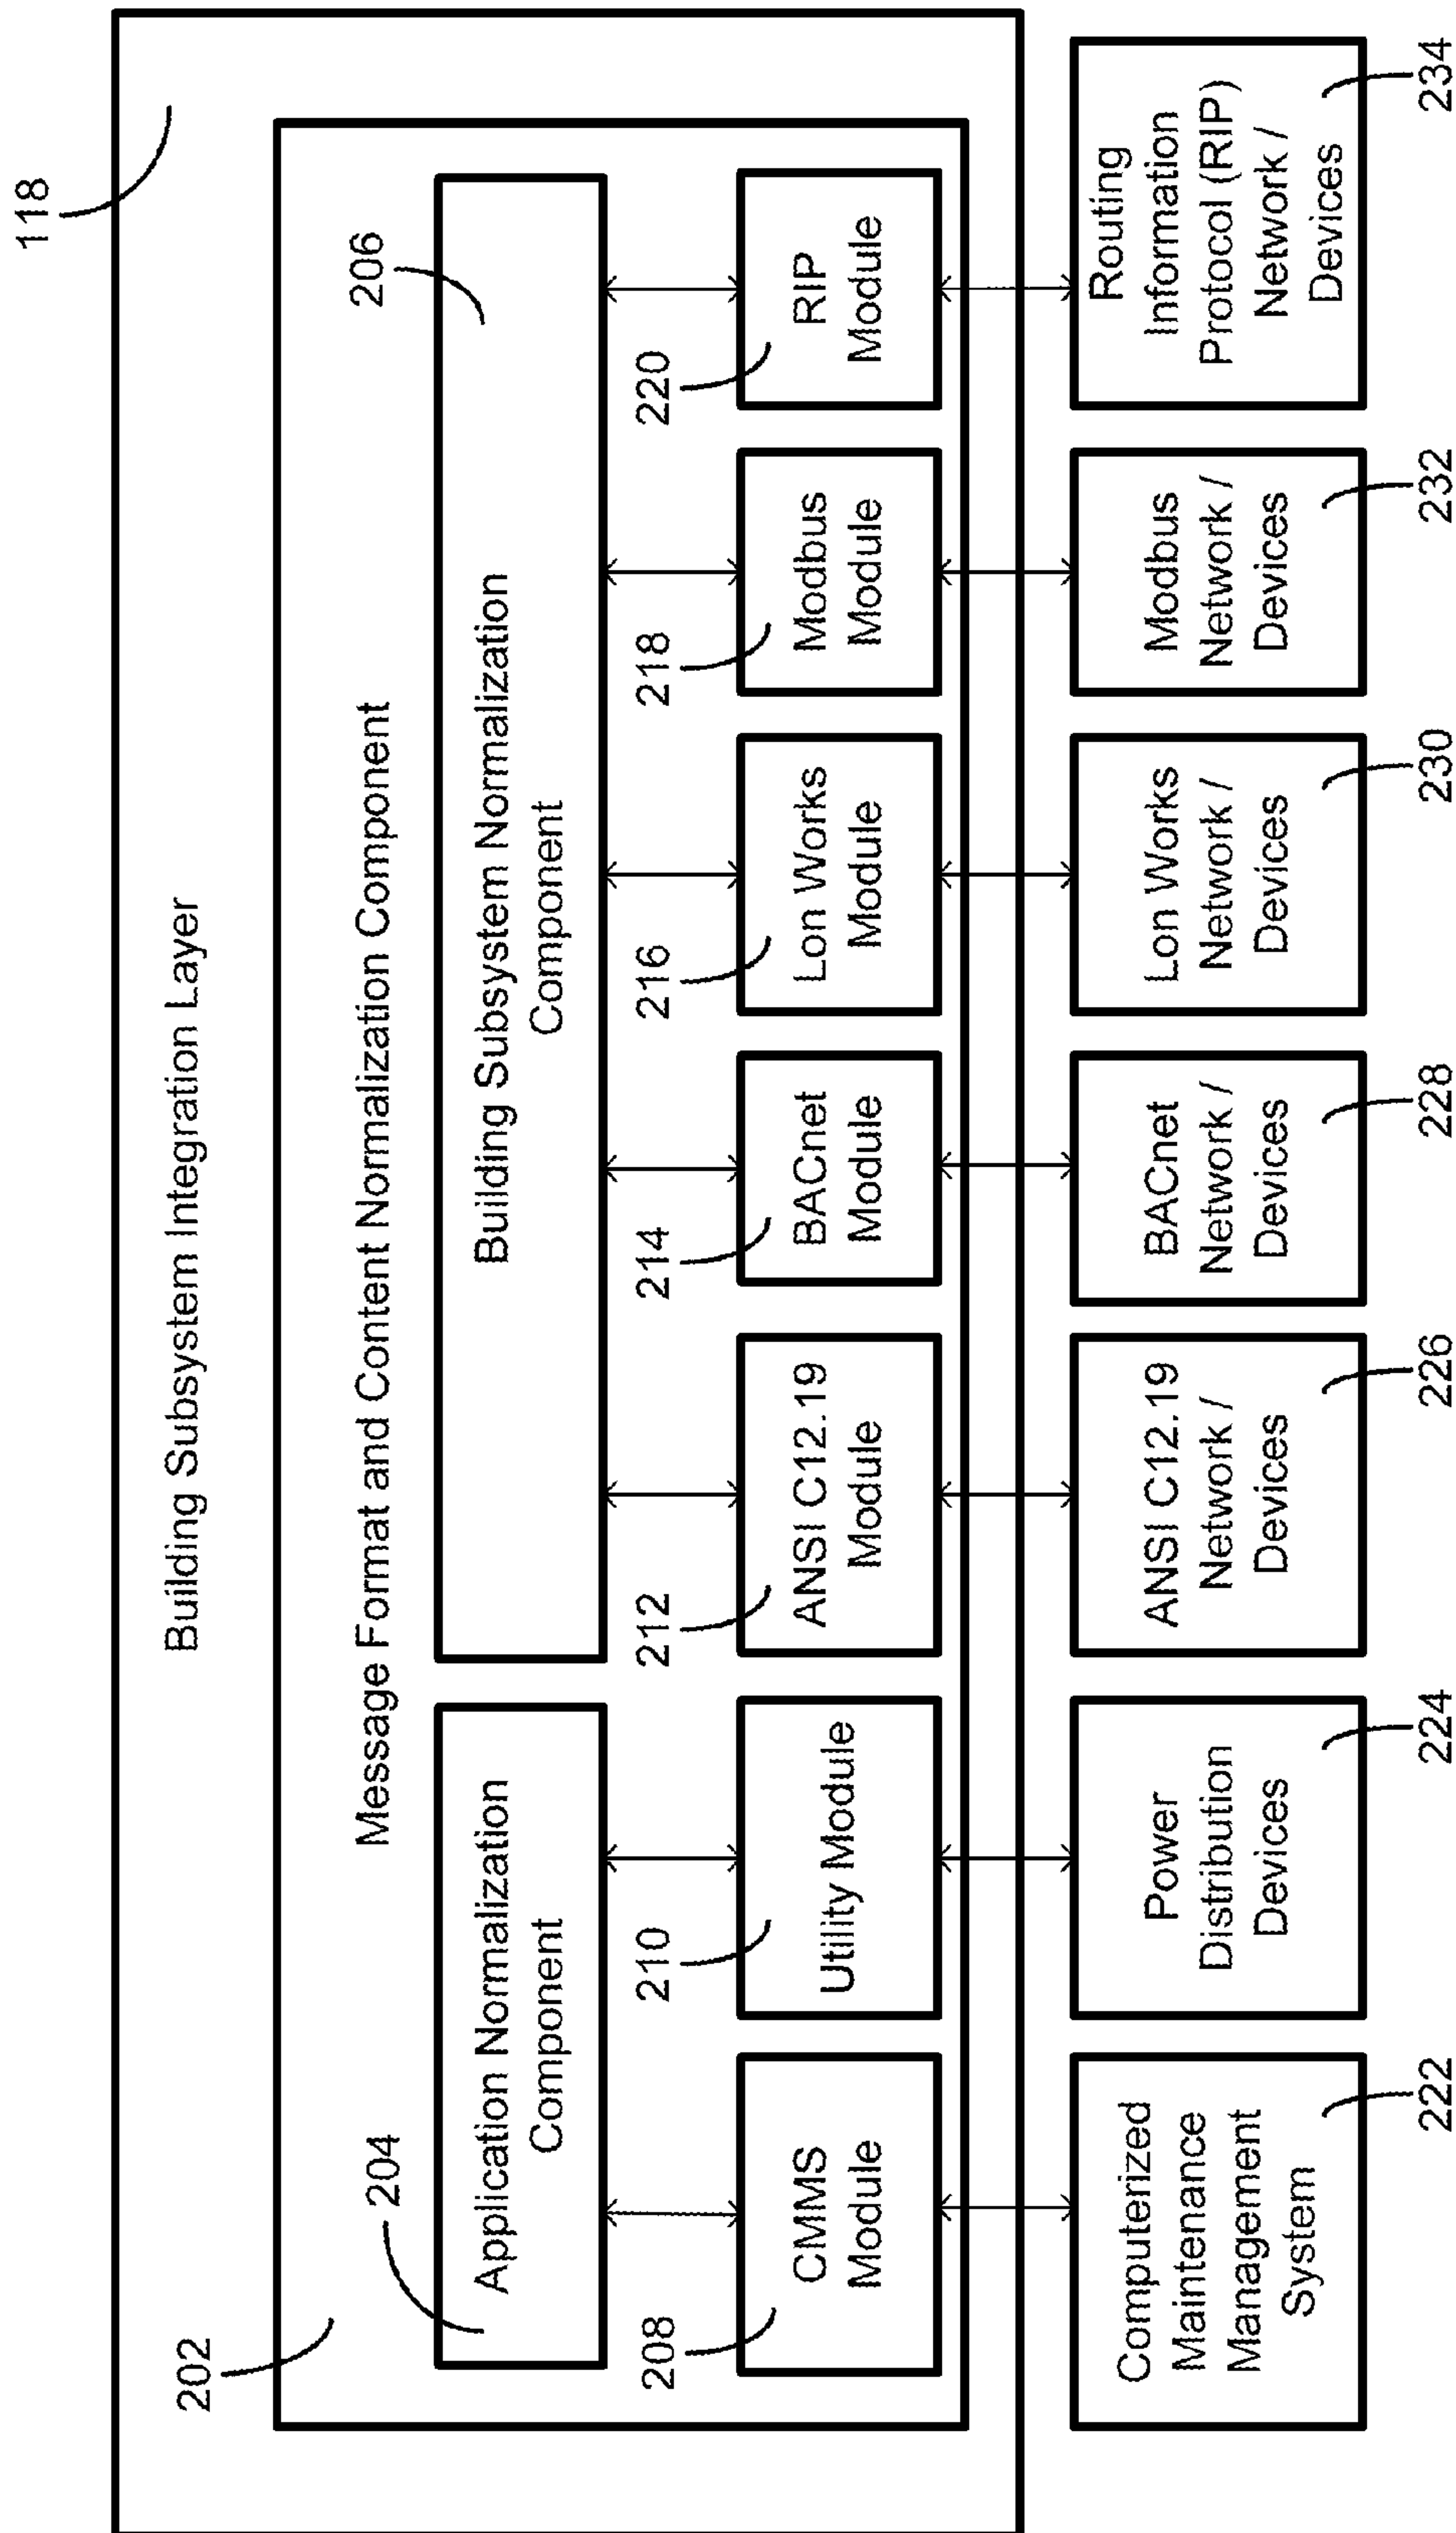 118
Building Subsystem Integration Layer
202
Message Format and Content Normalization Component
204
Application Normalization
Component
206
Building Subsystem Normalization
Component
208
CMMS
Module
210
Utility Module
212
ANSI C12.19
Module
214
BACnet
Module
216
Lon Works
Module
218
Modbus
Module
220
RIP
Module
Computerized
Maintenance
Management
System
222
Power
Distribution
Devices
224
ANSI C12.19
Network /
Devices
226
BACnet
Network /
Devices
228
Lon Works
Network /
Devices
230
Modbus
Network /
Devices
232
Routing
Information
Protocol (RIP)
Network /
Devices
234